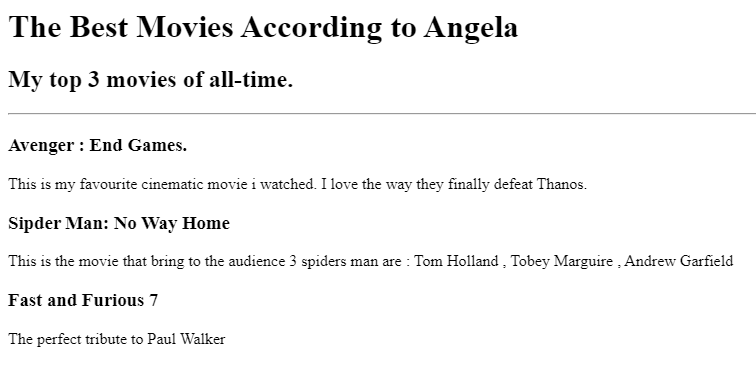 The Best Movies According to Angela
My top 3 movies of all-time.
Avenger : End Games.
This is my favourite cinematic movie i watched. I love the way they finally defeat Thanos.
Sipder Man: No Way Home
This is the movie that bring to the audience 3 spiders man are : Tom Holland , Tobey Marguire , Andrew Garfield
Fast and Furious 7
The perfect tribute to Paul Walker